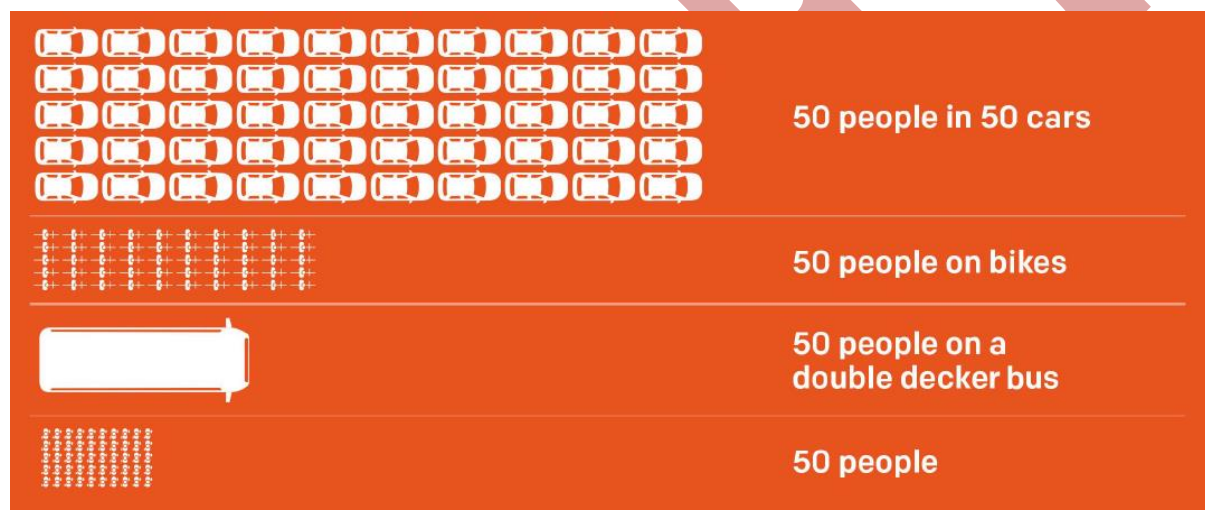 50 people in 50 cars
50 people on bikes
50 people on a
double decker bus
50 people